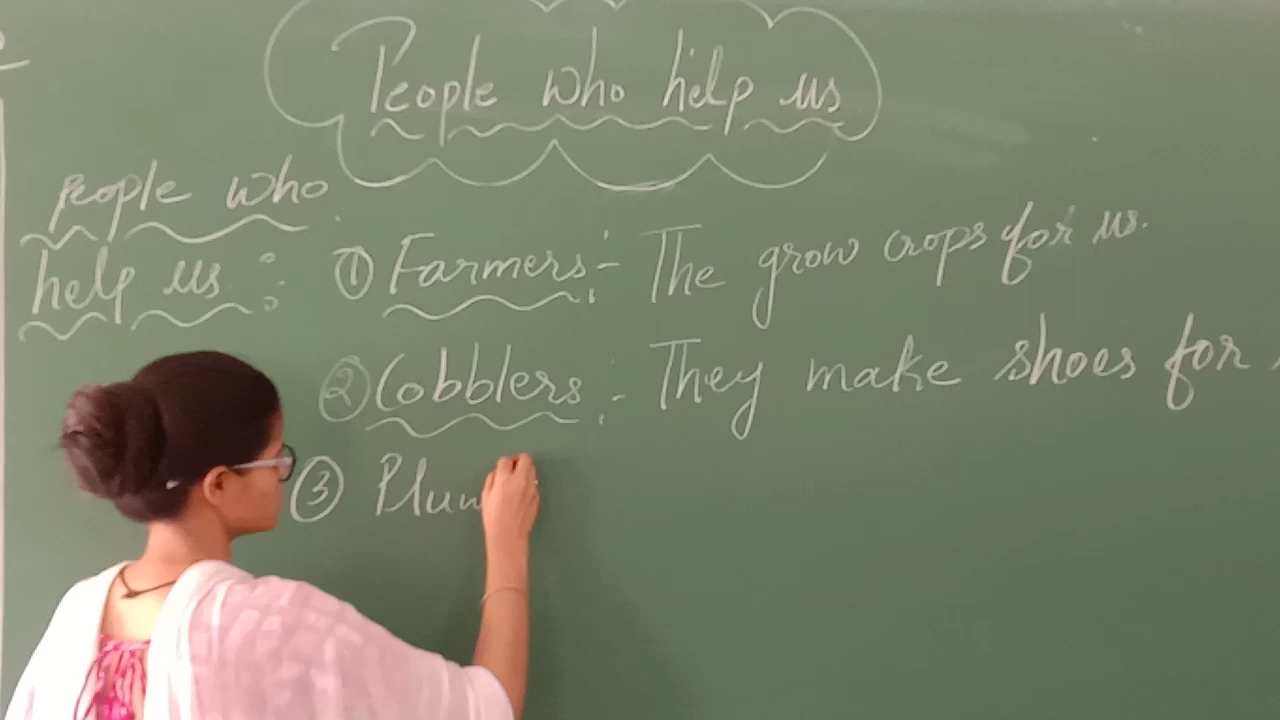 People who help us
People who
help us :
① Farmers :- The grow crops for us.
② Cobblers :- They make shoes for
③ Plum